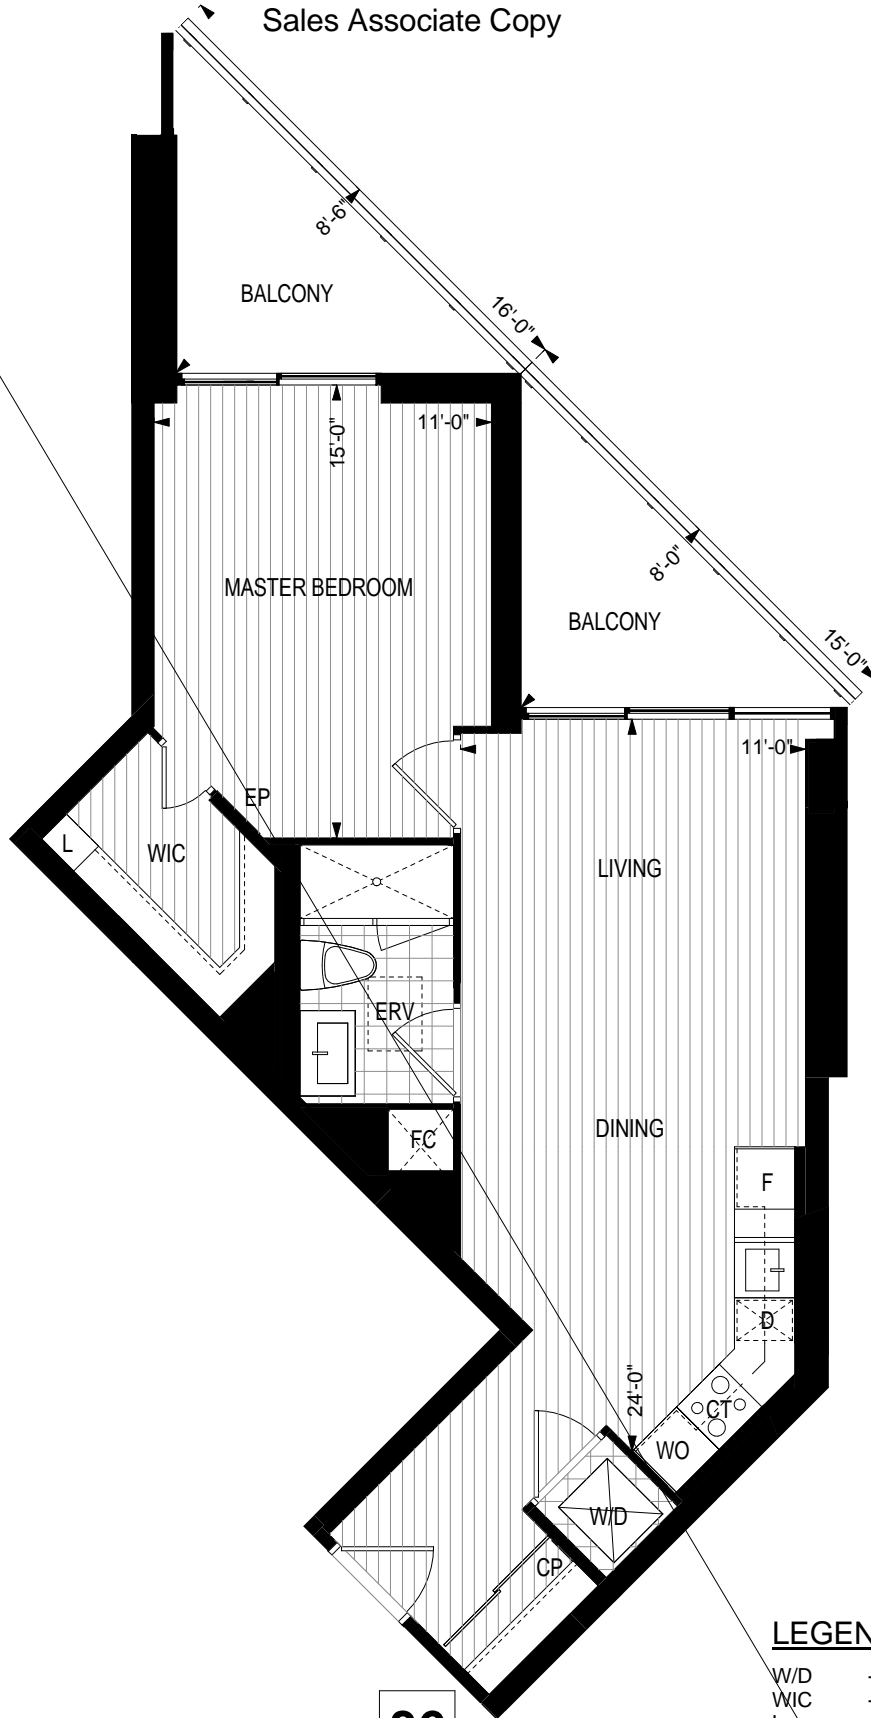 Sales Associate Copy
8'-6"
BALCONY
16'-0"
15'-0"
11'-0"
8'-0"
MASTER BEDROOM
BALCONY
15'-0"
11'-0"
EP
L
WIC
LIVING
ERV
DINING
FC
F
D
24'-0"
CT
WO
W/D
CP
LEGEN
W/D -
WIC -